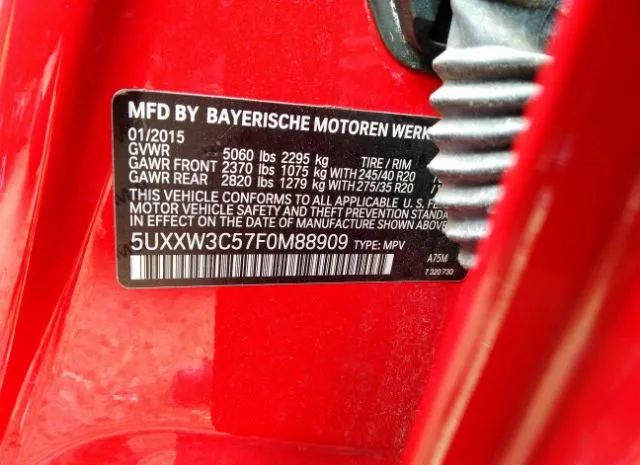 MFD BY BAYERISCHE MOTOREN WERK
01/2015
GVWR 5060 lbs 2295 kg TIRE / RIM
GAWR FRONT 2370 lbs 1075 kg WITH 245/40 R20
GAWR REAR 2820 lbs 1279 kg WITH 275/35 R20
THIS VEHICLE CONFORMS TO ALL APPLICABLE U. S. FE
MOTOR VEHICLE SAFETY AND THEFT PREVENTION STANDA
IN EFFECT ON THE DATE OF MANUFACTURE SHOWN ABOVE.
5UXXW3C57F0M88909 TYPE: MPV
A75M
7 320 730